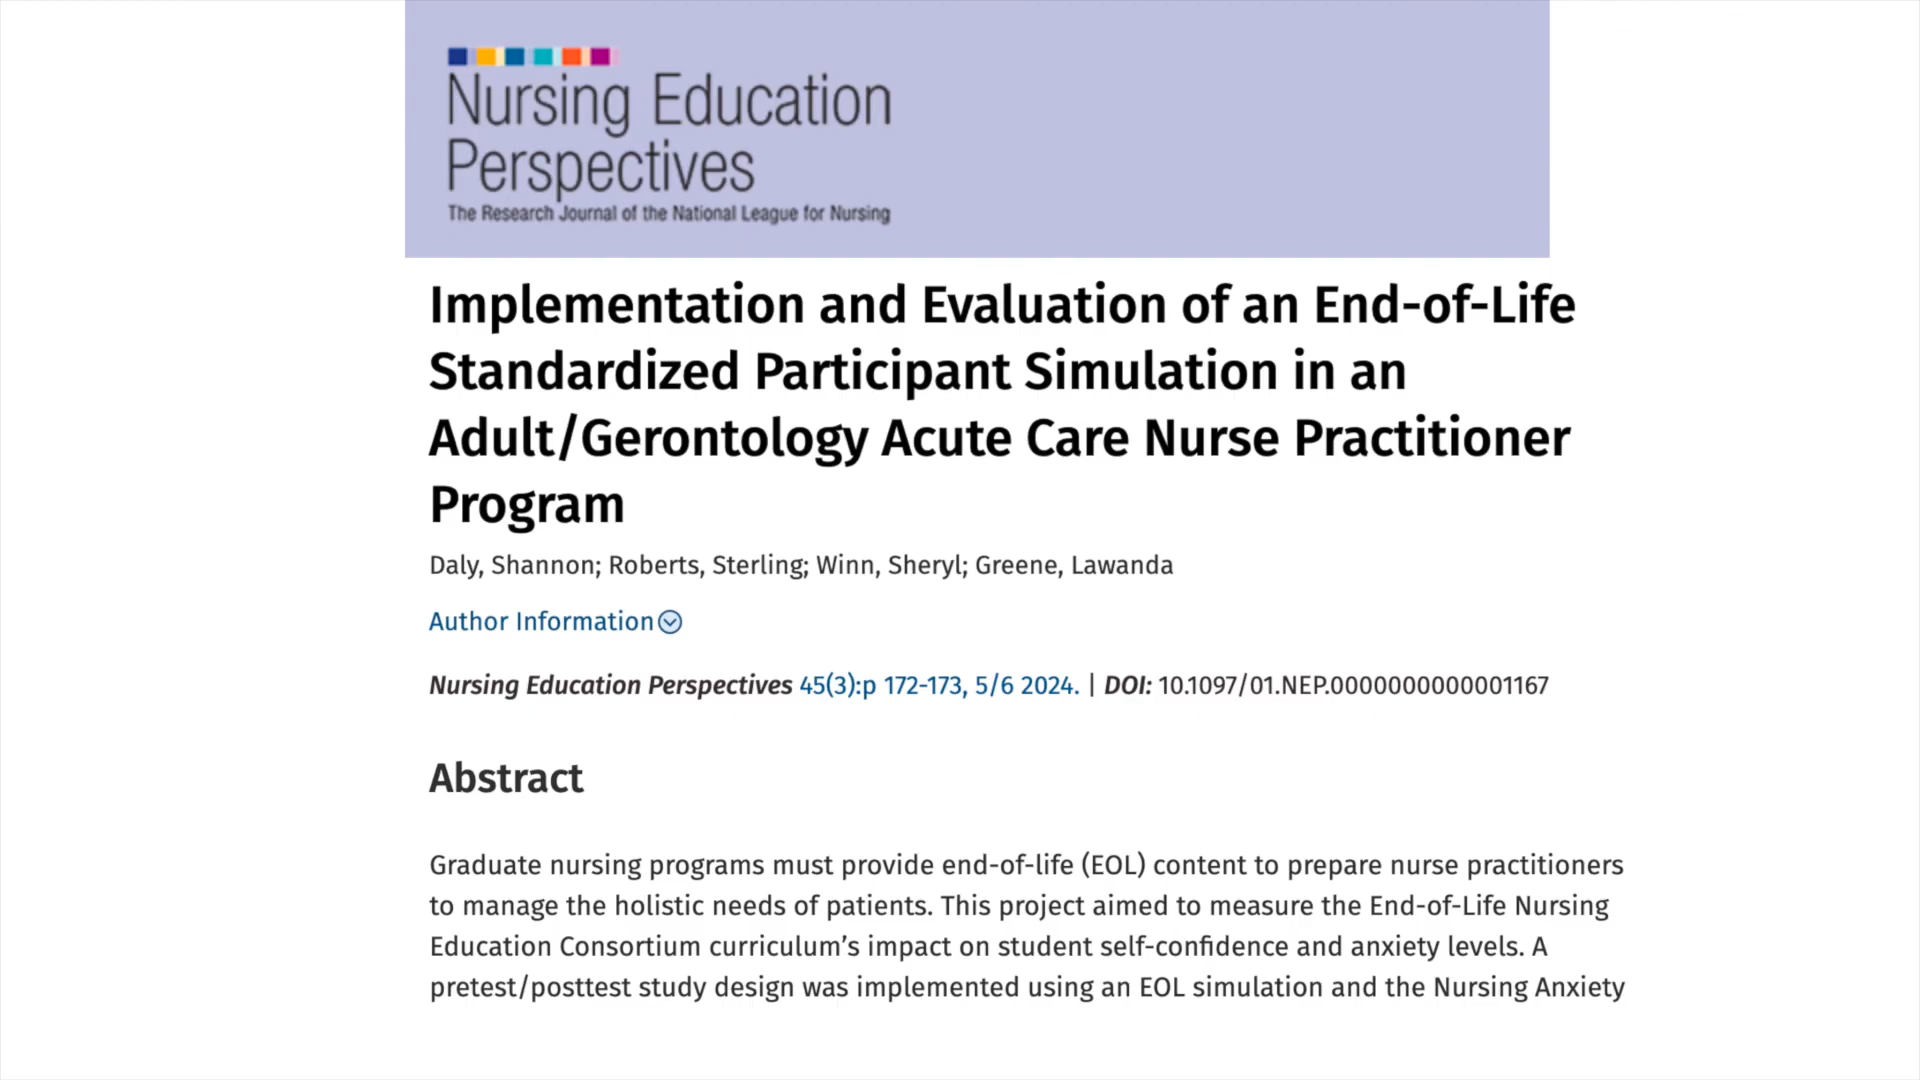 Nursing Education
Perspectives
The Research Journal of the National League for Nursing
Implementation and Evaluation of an End-of-Life
Standardized Participant Simulation in an
Adult/Gerontology Acute Care Nurse Practitioner
Program
Daly, Shannon; Roberts, Sterling; Winn, Sheryl; Greene, Lawanda
Author Information
Nursing Education Perspectives 45(3):p 172-173, 5/6 2024. | DOI: 10.1097/01.NEP.0000000000001167
Abstract
Graduate nursing programs must provide end-of-life (EOL) content to prepare nurse practitioners
to manage the holistic needs of patients. This project aimed to measure the End-of-Life Nursing
Education Consortium curriculum’s impact on student self-confidence and anxiety levels. A
pretest/posttest study design was implemented using an EOL simulation and the Nursing Anxiety